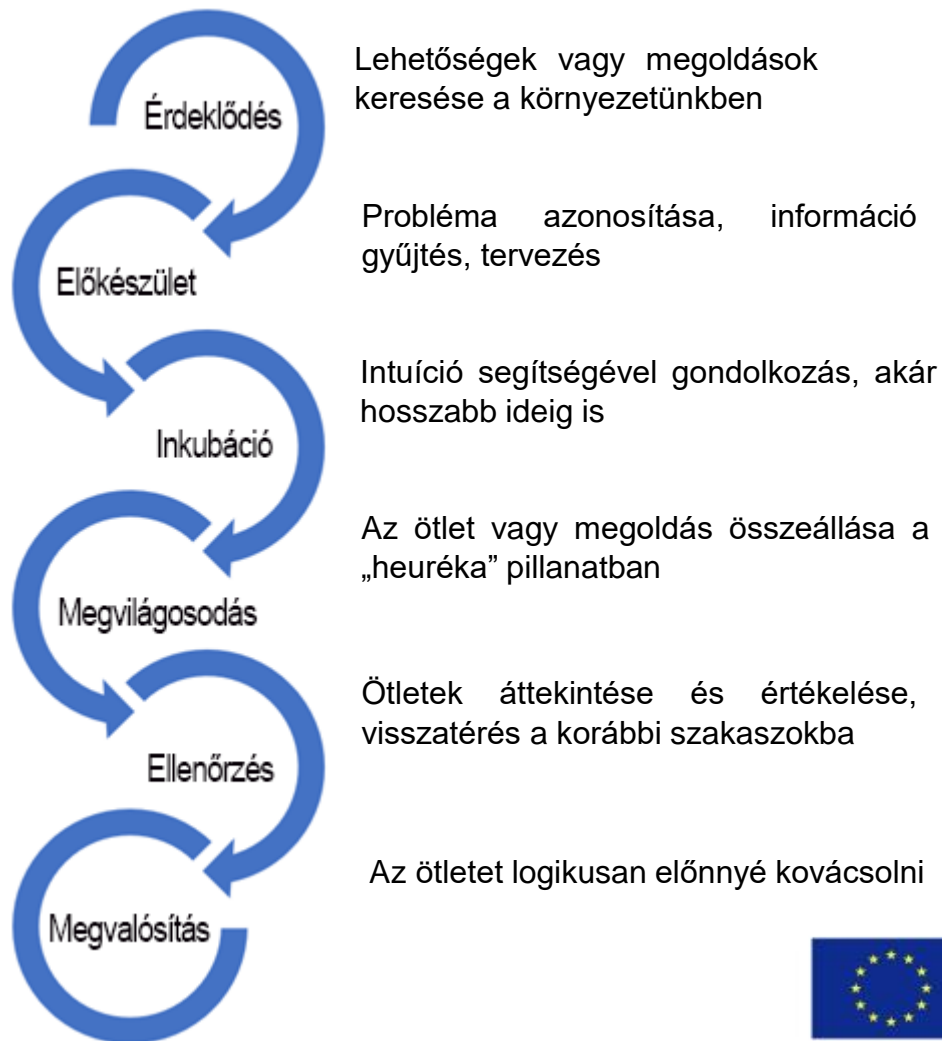 Érdeklődés
Lehetőségek vagy megoldások
keresése a környezetünkben
Előkészület
Probléma azonosítása, információ
gyűjtés, tervezés
Inkubáció
Intuíció segítségével gondolkozás, akár
hosszabb ideig is
Megvilágosodás
Az ötlet vagy megoldás összeállása a
„heuréka” pillanatban
Ellenőrzés
Ötletek áttekintése és értékelése,
visszatérés a korábbi szakaszokba
Megvalósítás
Az ötletet logikusan előnnyé kovácsolni